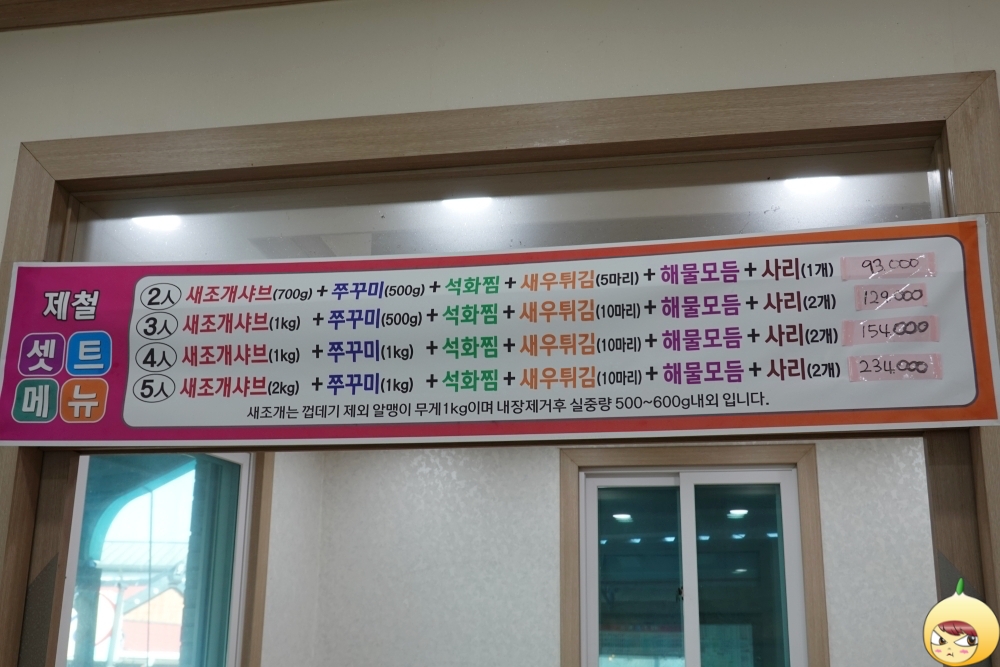 제철
셋트
메뉴
2人 새조개샤브(700g) + 쭈꾸미(500g) + 석화찜 + 새우튀김(5마리) + 해물모듬 + 사리(1개) 93.000
3人 새조개샤브(1kg) + 쭈꾸미(500g) + 석화찜 + 새우튀김(10마리) + 해물모듬 + 사리(2개) 129.000
4人 새조개샤브(1kg) + 쭈꾸미(1kg) + 석화찜 + 새우튀김(10마리) + 해물모듬 + 사리(2개) 154.000
5人 새조개샤브(2kg) + 쭈꾸미(1kg) + 석화찜 + 새우튀김(10마리) + 해물모듬 + 사리(2개) 234.000
새조개는 껍데기 제외 알맹이 무게1kg이며 내장제거후 실중량 500~600g내외 입니다.